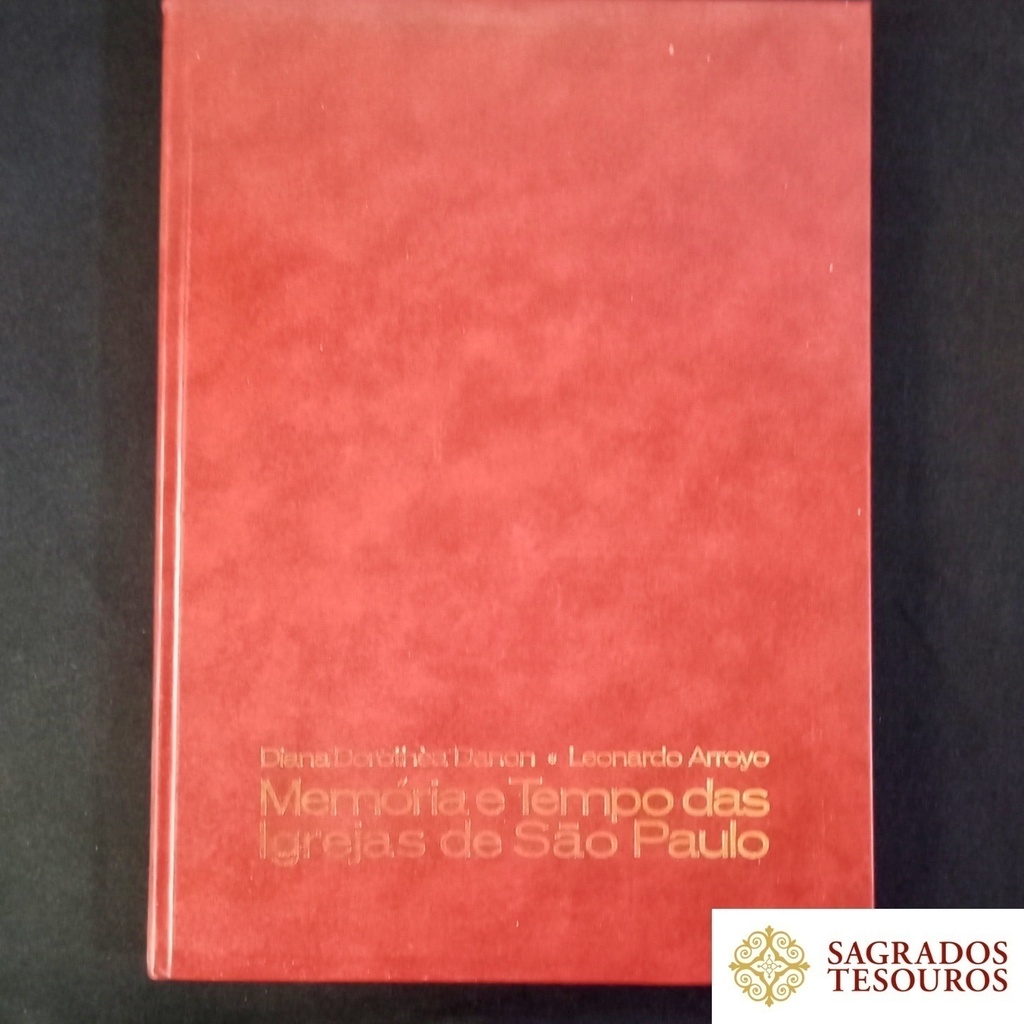 Diana Dorothèa Danon • Leonardo Arroyo
Memória e Tempo das
Igrejas de São Paulo
SAGRADOS
TESOUROS